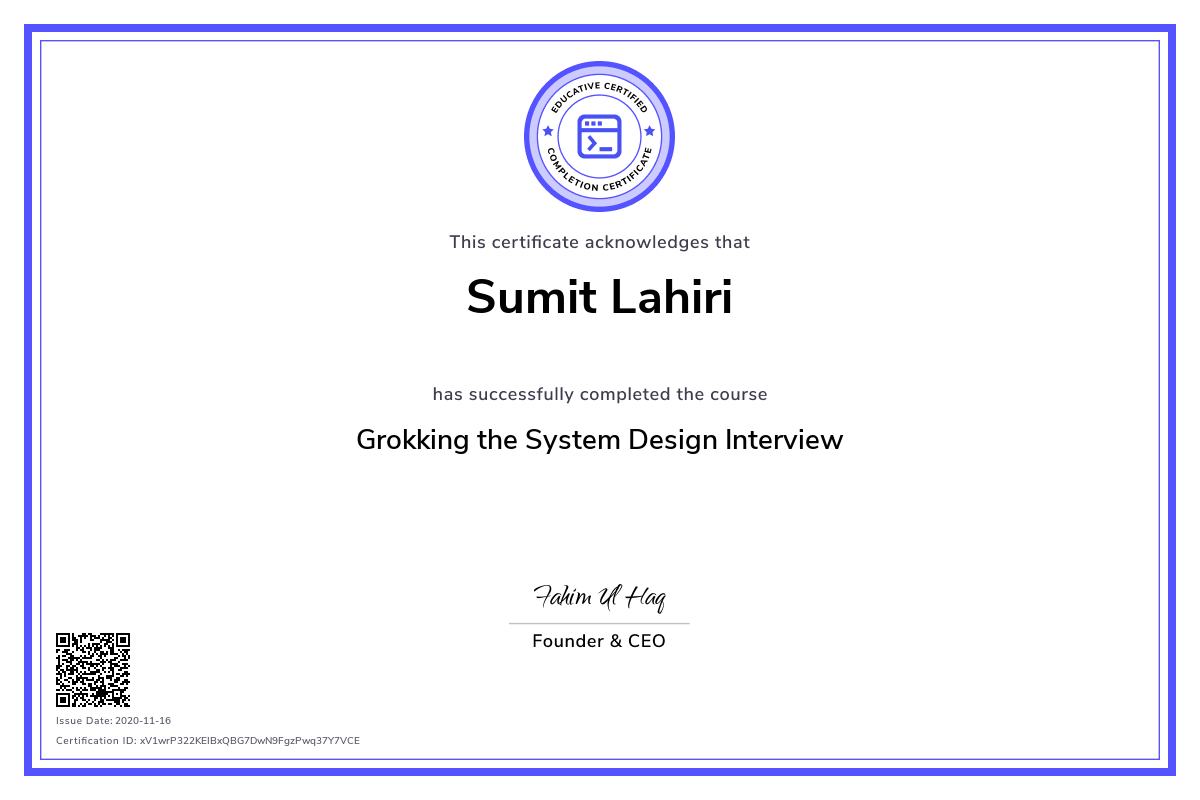 EDUCATIVE CERTIFIED
COMPLETION CERTIFICATE
This certificate acknowledges that
Sumit Lahiri
has successfully completed the course
Grokking the System Design Interview
Fahim Ul Haq
Founder & CEO
Issue Date: 2020-11-16
Certification ID: xV1wrP322KElBxQBG7DwN9FgzPwq37Y7VCE